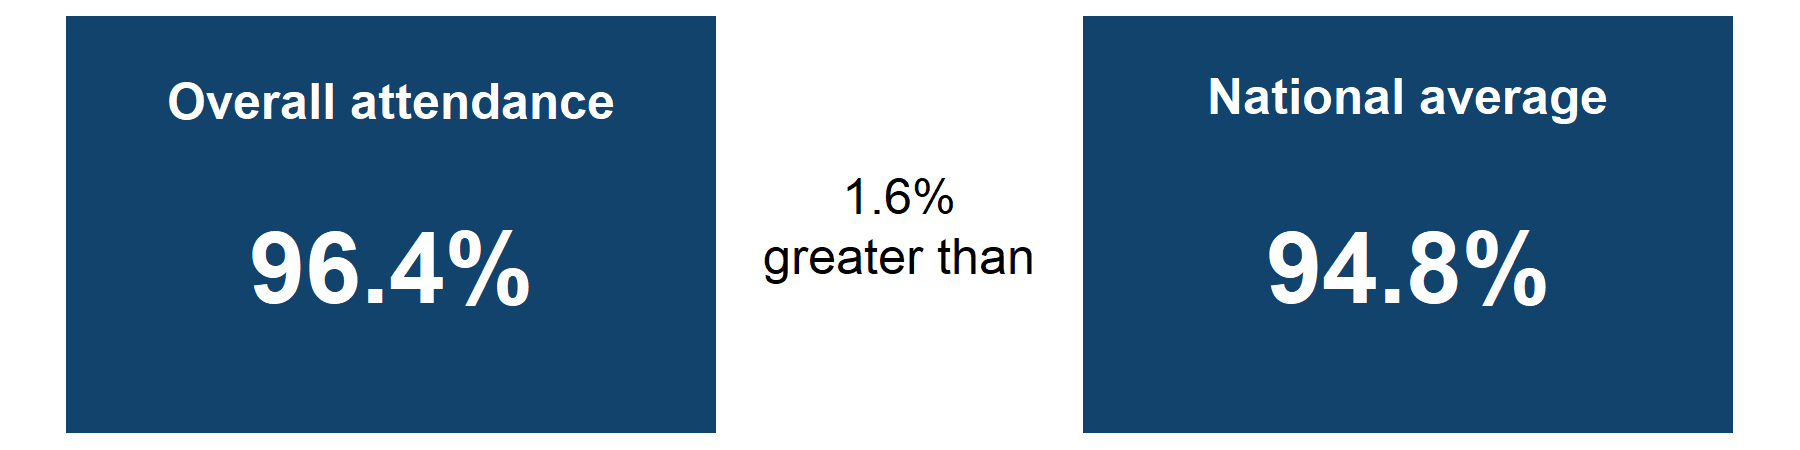 Overall attendance
96.4%
1.6%
greater than
National average
94.8%